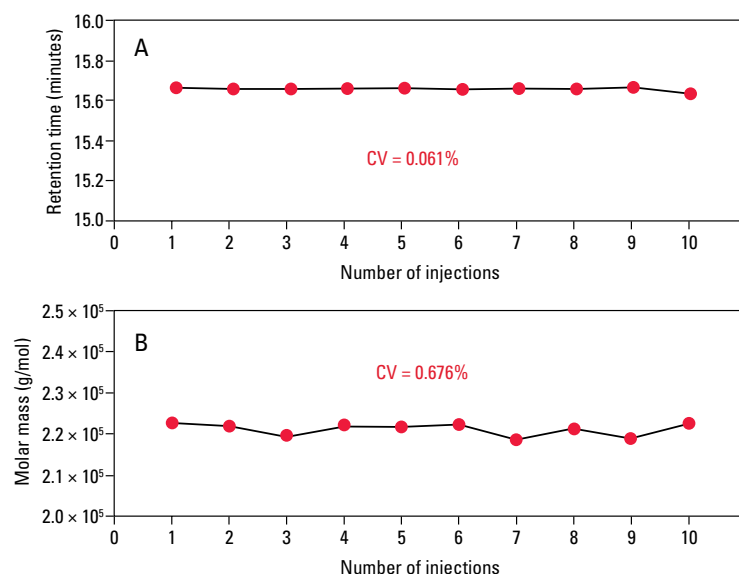 A
Retention time (minutes)
16.0
15.8
15.6
15.4
15.2
15.0
CV = 0.061%
0 1 2 3 4 5 6 7 8 9 10
Number of injections
B
Molar mass (g/mol)
2.5 × 10⁵
2.4 × 10⁵
2.3 × 10⁵
2.2 × 10⁵
2.1 × 10⁵
2.0 × 10⁵
CV = 0.676%
0 1 2 3 4 5 6 7 8 9 10
Number of injections